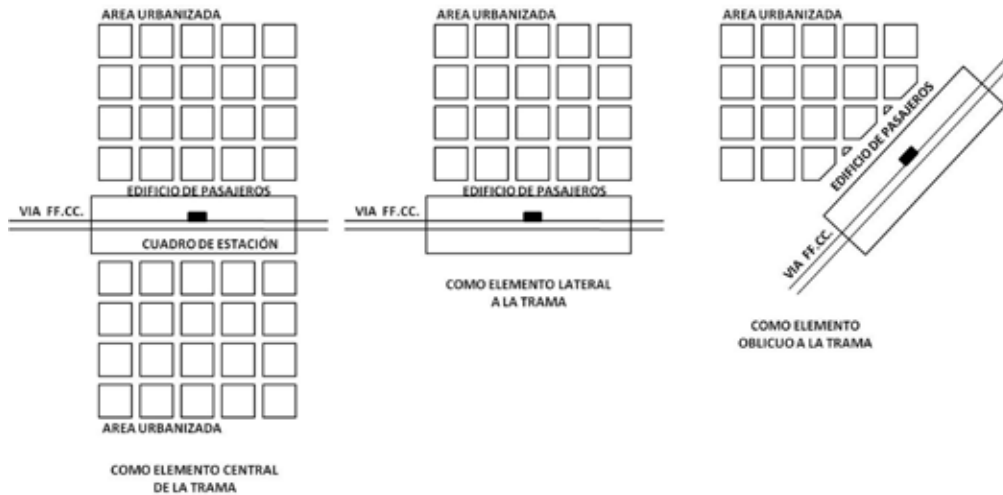 AREA URBANIZADA
EDIFICIO DE PASAJEROS
VIA FF.CC.
CUADRO DE ESTACIÓN
AREA URBANIZADA
COMO ELEMENTO CENTRAL
DE LA TRAMA
AREA URBANIZADA
EDIFICIO DE PASAJEROS
VIA FF.CC.
COMO ELEMENTO LATERAL
A LA TRAMA
AREA URBANIZADA
EDIFICIO DE PASAJEROS
VIA FF.CC.
COMO ELEMENTO
OBLICUO A LA TRAMA